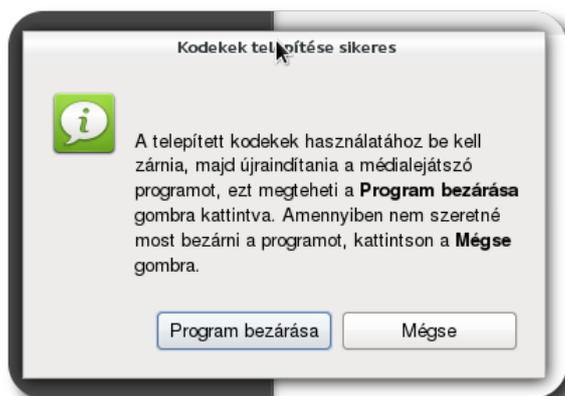 Kodekek telepítése sikeres
A telepített kodekek használatához be kell
zárnia, majd újraindítania a médialejátszó
programot, ezt megteheti a Program bezárása
gombra kattintva. Amennyiben nem szeretné
most bezárni a programot, kattintson a Mégse
gombra.
Program bezárása
Mégse